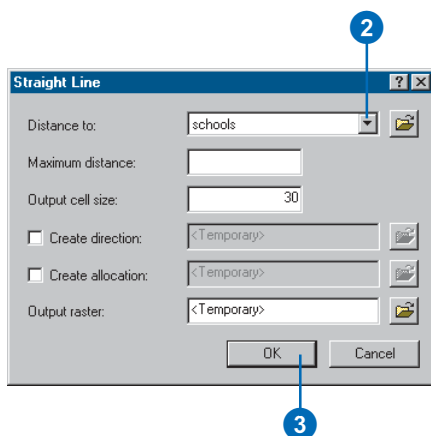 2
Straight Line ? ×
Distance to: schools
Maximum distance:
Output cell size: 30
Create direction: <Temporary>
Create allocation: <Temporary>
Output raster: <Temporary>
OK Cancel
3